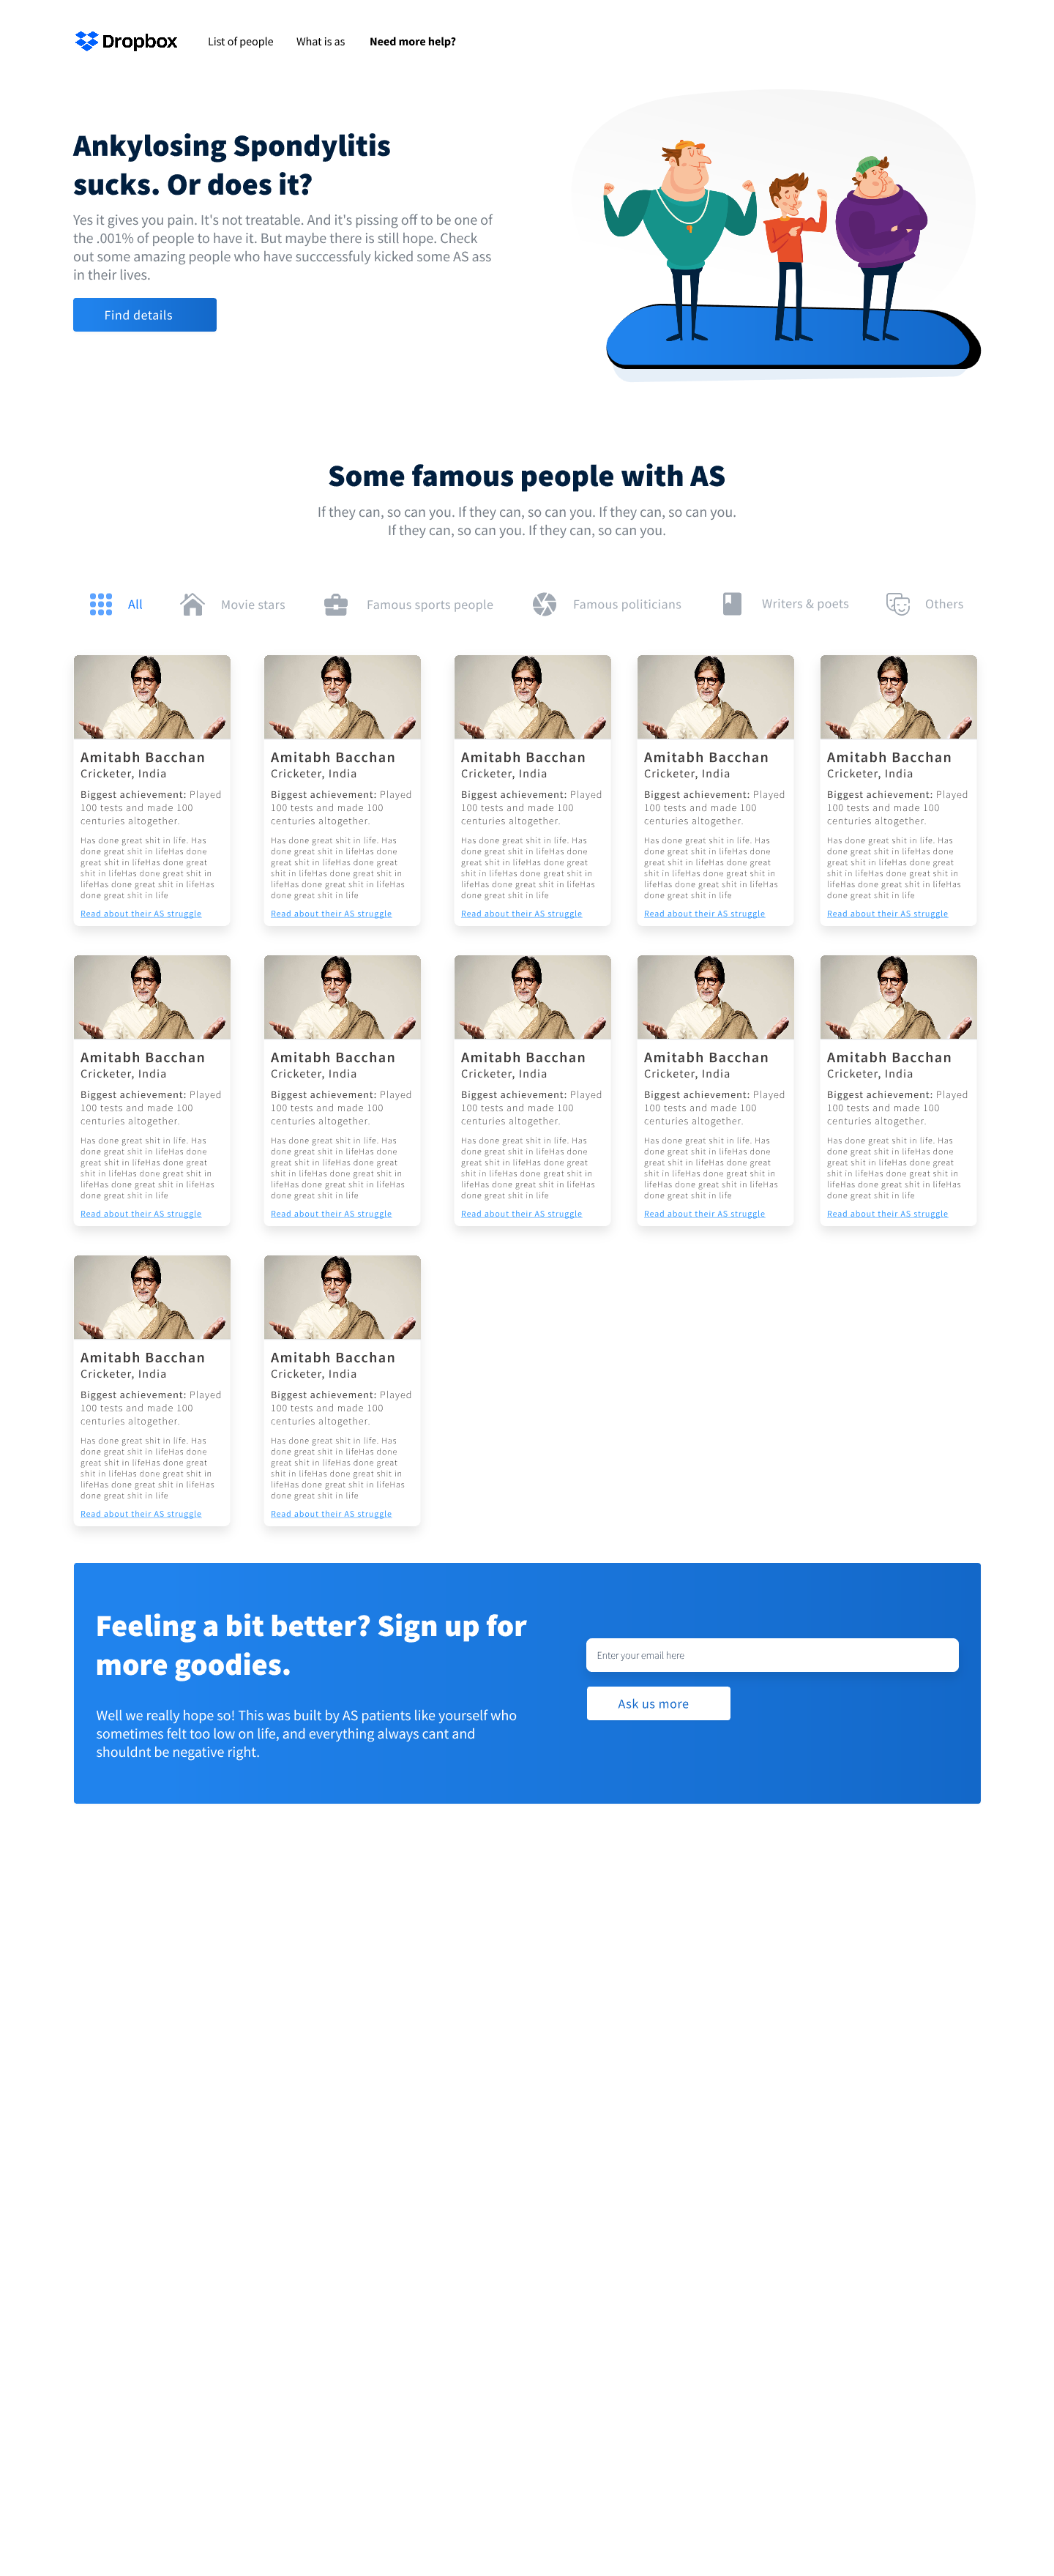 Dropbox List of people What is as Need more help?
Ankylosing Spondylitis
sucks. Or does it?
Yes it gives you pain. It's not treatable. And it's pissing off to be one of
the .001% of people to have it. But maybe there is still hope. Check
out some amazing people who have succcessfuly kicked some AS ass
in their lives.
Find details
Some famous people with AS
If they can, so can you. If they can, so can you. If they can, so can you.
If they can, so can you. If they can, so can you.
All Movie stars Famous sports people Famous politicians Writers & poets Others
Amitabh Bacchan
Cricketer, India
Biggest achievement: Played
100 tests and made 100
centuries altogether.
Has done great shit in life. Has
done great shit in lifeHas done
great shit in lifeHas done great
shit in lifeHas done great shit in
lifeHas done great shit in lifeHas
done great shit in life
Read about their AS struggle
Amitabh Bacchan
Cricketer, India
Biggest achievement: Played
100 tests and made 100
centuries altogether.
Has done great shit in life. Has
done great shit in lifeHas done
great shit in lifeHas done great
shit in lifeHas done great shit in
lifeHas done great shit in lifeHas
done great shit in life
Read about their AS struggle
Amitabh Bacchan
Cricketer, India
Biggest achievement: Played
100 tests and made 100
centuries altogether.
Has done great shit in life. Has
done great shit in lifeHas done
great shit in lifeHas done great
shit in lifeHas done great shit in
lifeHas done great shit in lifeHas
done great shit in life
Read about their AS struggle
Amitabh Bacchan
Cricketer, India
Biggest achievement: Played
100 tests and made 100
centuries altogether.
Has done great shit in life. Has
done great shit in lifeHas done
great shit in lifeHas done great
shit in lifeHas done great shit in
lifeHas done great shit in lifeHas
done great shit in life
Read about their AS struggle
Amitabh Bacchan
Cricketer, India
Biggest achievement: Played
100 tests and made 100
centuries altogether.
Has done great shit in life. Has
done great shit in lifeHas done
great shit in lifeHas done great
shit in lifeHas done great shit in
lifeHas done great shit in lifeHas
done great shit in life
Read about their AS struggle
Amitabh Bacchan
Cricketer, India
Biggest achievement: Played
100 tests and made 100
centuries altogether.
Has done great shit in life. Has
done great shit in lifeHas done
great shit in lifeHas done great
shit in lifeHas done great shit in
lifeHas done great shit in lifeHas
done great shit in life
Read about their AS struggle
Amitabh Bacchan
Cricketer, India
Biggest achievement: Played
100 tests and made 100
centuries altogether.
Has done great shit in life. Has
done great shit in lifeHas done
great shit in lifeHas done great
shit in lifeHas done great shit in
lifeHas done great shit in lifeHas
done great shit in life
Read about their AS struggle
Amitabh Bacchan
Cricketer, India
Biggest achievement: Played
100 tests and made 100
centuries altogether.
Has done great shit in life. Has
done great shit in lifeHas done
great shit in lifeHas done great
shit in lifeHas done great shit in
lifeHas done great shit in lifeHas
done great shit in life
Read about their AS struggle
Amitabh Bacchan
Cricketer, India
Biggest achievement: Played
100 tests and made 100
centuries altogether.
Has done great shit in life. Has
done great shit in lifeHas done
great shit in lifeHas done great
shit in lifeHas done great shit in
lifeHas done great shit in lifeHas
done great shit in life
Read about their AS struggle
Amitabh Bacchan
Cricketer, India
Biggest achievement: Played
100 tests and made 100
centuries altogether.
Has done great shit in life. Has
done great shit in lifeHas done
great shit in lifeHas done great
shit in lifeHas done great shit in
lifeHas done great shit in lifeHas
done great shit in life
Read about their AS struggle
Amitabh Bacchan
Cricketer, India
Biggest achievement: Played
100 tests and made 100
centuries altogether.
Has done great shit in life. Has
done great shit in lifeHas done
great shit in lifeHas done great
shit in lifeHas done great shit in
lifeHas done great shit in lifeHas
done great shit in life
Read about their AS struggle
Amitabh Bacchan
Cricketer, India
Biggest achievement: Played
100 tests and made 100
centuries altogether.
Has done great shit in life. Has
done great shit in lifeHas done
great shit in lifeHas done great
shit in lifeHas done great shit in
lifeHas done great shit in lifeHas
done great shit in life
Read about their AS struggle
Feeling a bit better? Sign up for
more goodies.
Well we really hope so! This was built by AS patients like yourself who
sometimes felt too low on life, and everything always cant and
shouldnt be negative right.
Enter your email here
Ask us more